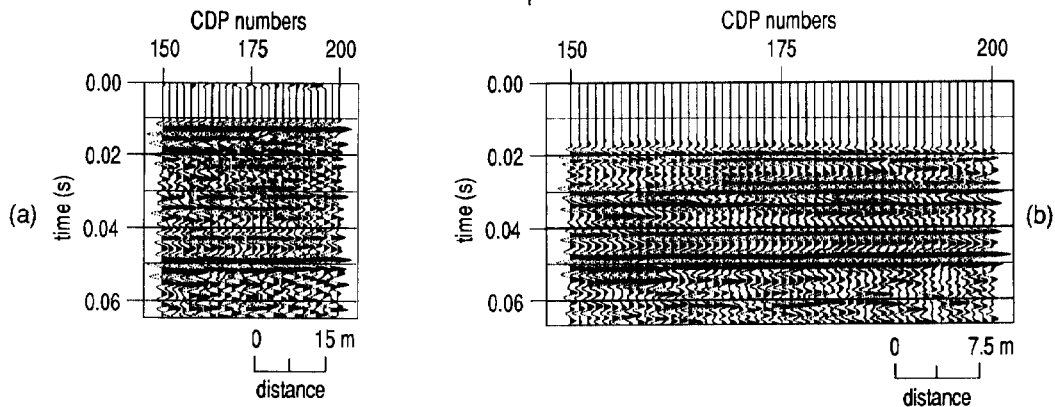 CDP numbers
150 175 200
0.00
0.02
0.04
0.06
time (s)
(a)
0 15 m
distance
CDP numbers
150 175 200
0.00
0.02
0.04
0.06
time (s)
(b)
0 7.5 m
distance